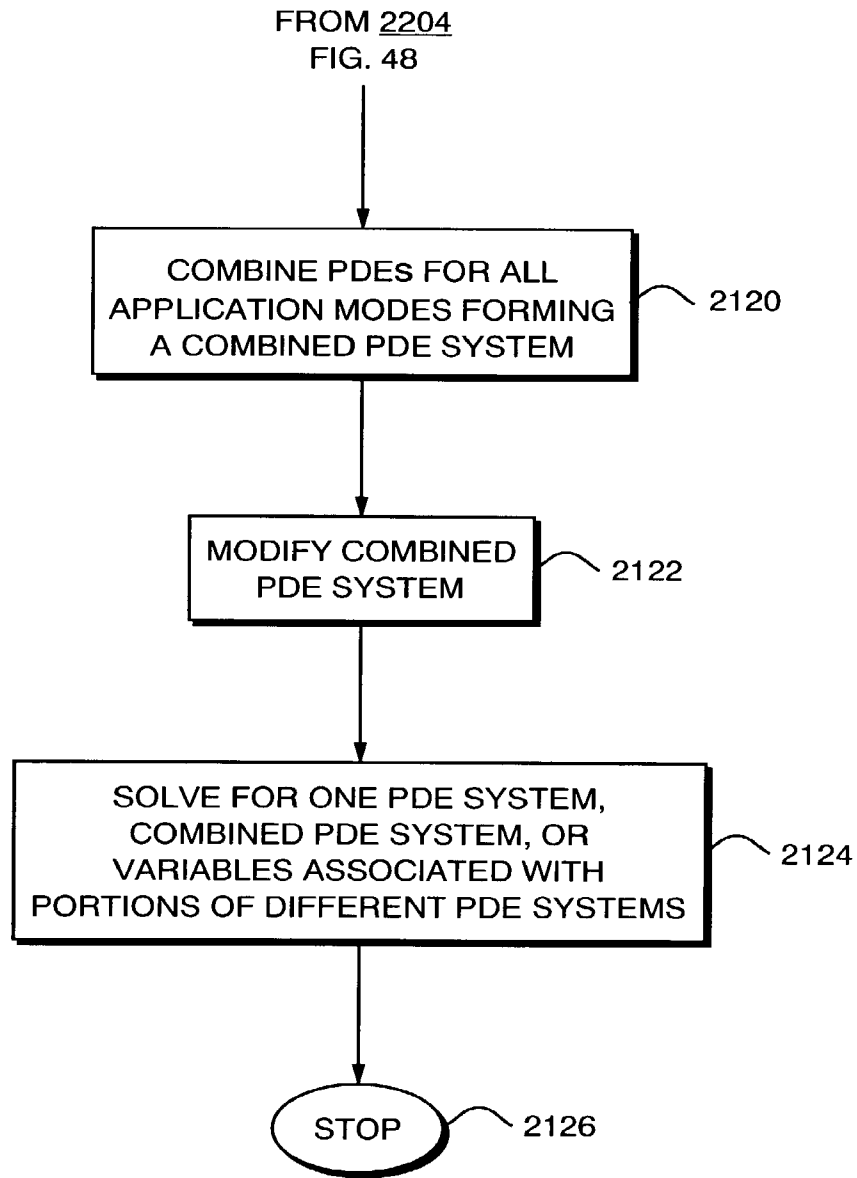 FROM 2204
FIG. 48
COMBINE PDEs FOR ALL
APPLICATION MODES FORMING
A COMBINED PDE SYSTEM
2120
MODIFY COMBINED
PDE SYSTEM
2122
SOLVE FOR ONE PDE SYSTEM,
COMBINED PDE SYSTEM, OR
VARIABLES ASSOCIATED WITH
PORTIONS OF DIFFERENT PDE SYSTEMS
2124
STOP
2126